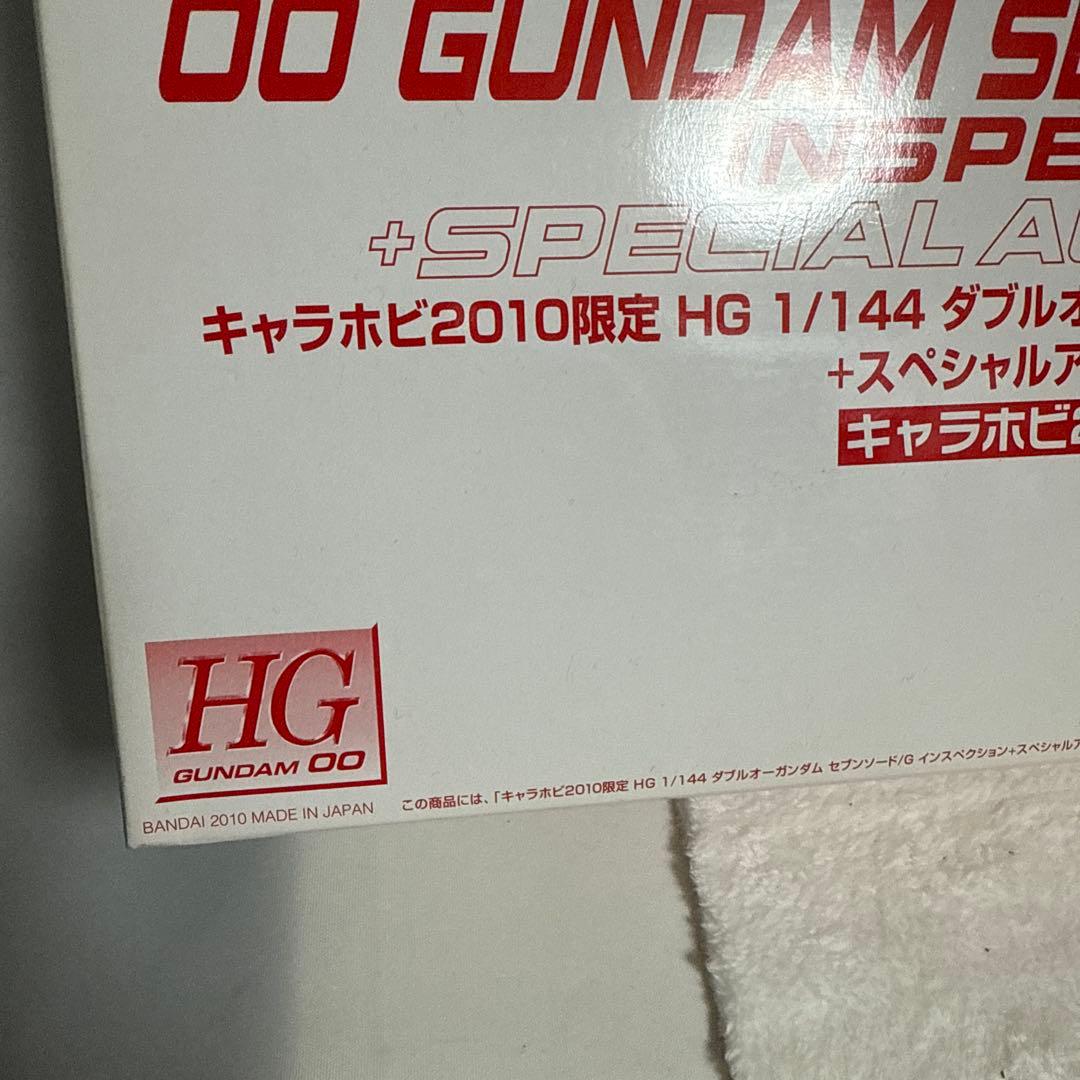 00 GUNDAM SE
INSPE
+SPECIAL AC
キャラホビ2010限定 HG 1/144 ダブルオ
+スペシャルア
キャラホビ2
HG
GUNDAM 00
BANDAI 2010 MADE IN JAPAN
この商品には、「キャラホビ2010限定 HG 1/144 ダブルオーガンダム セブンソード/G インスペクション+スペシャルア